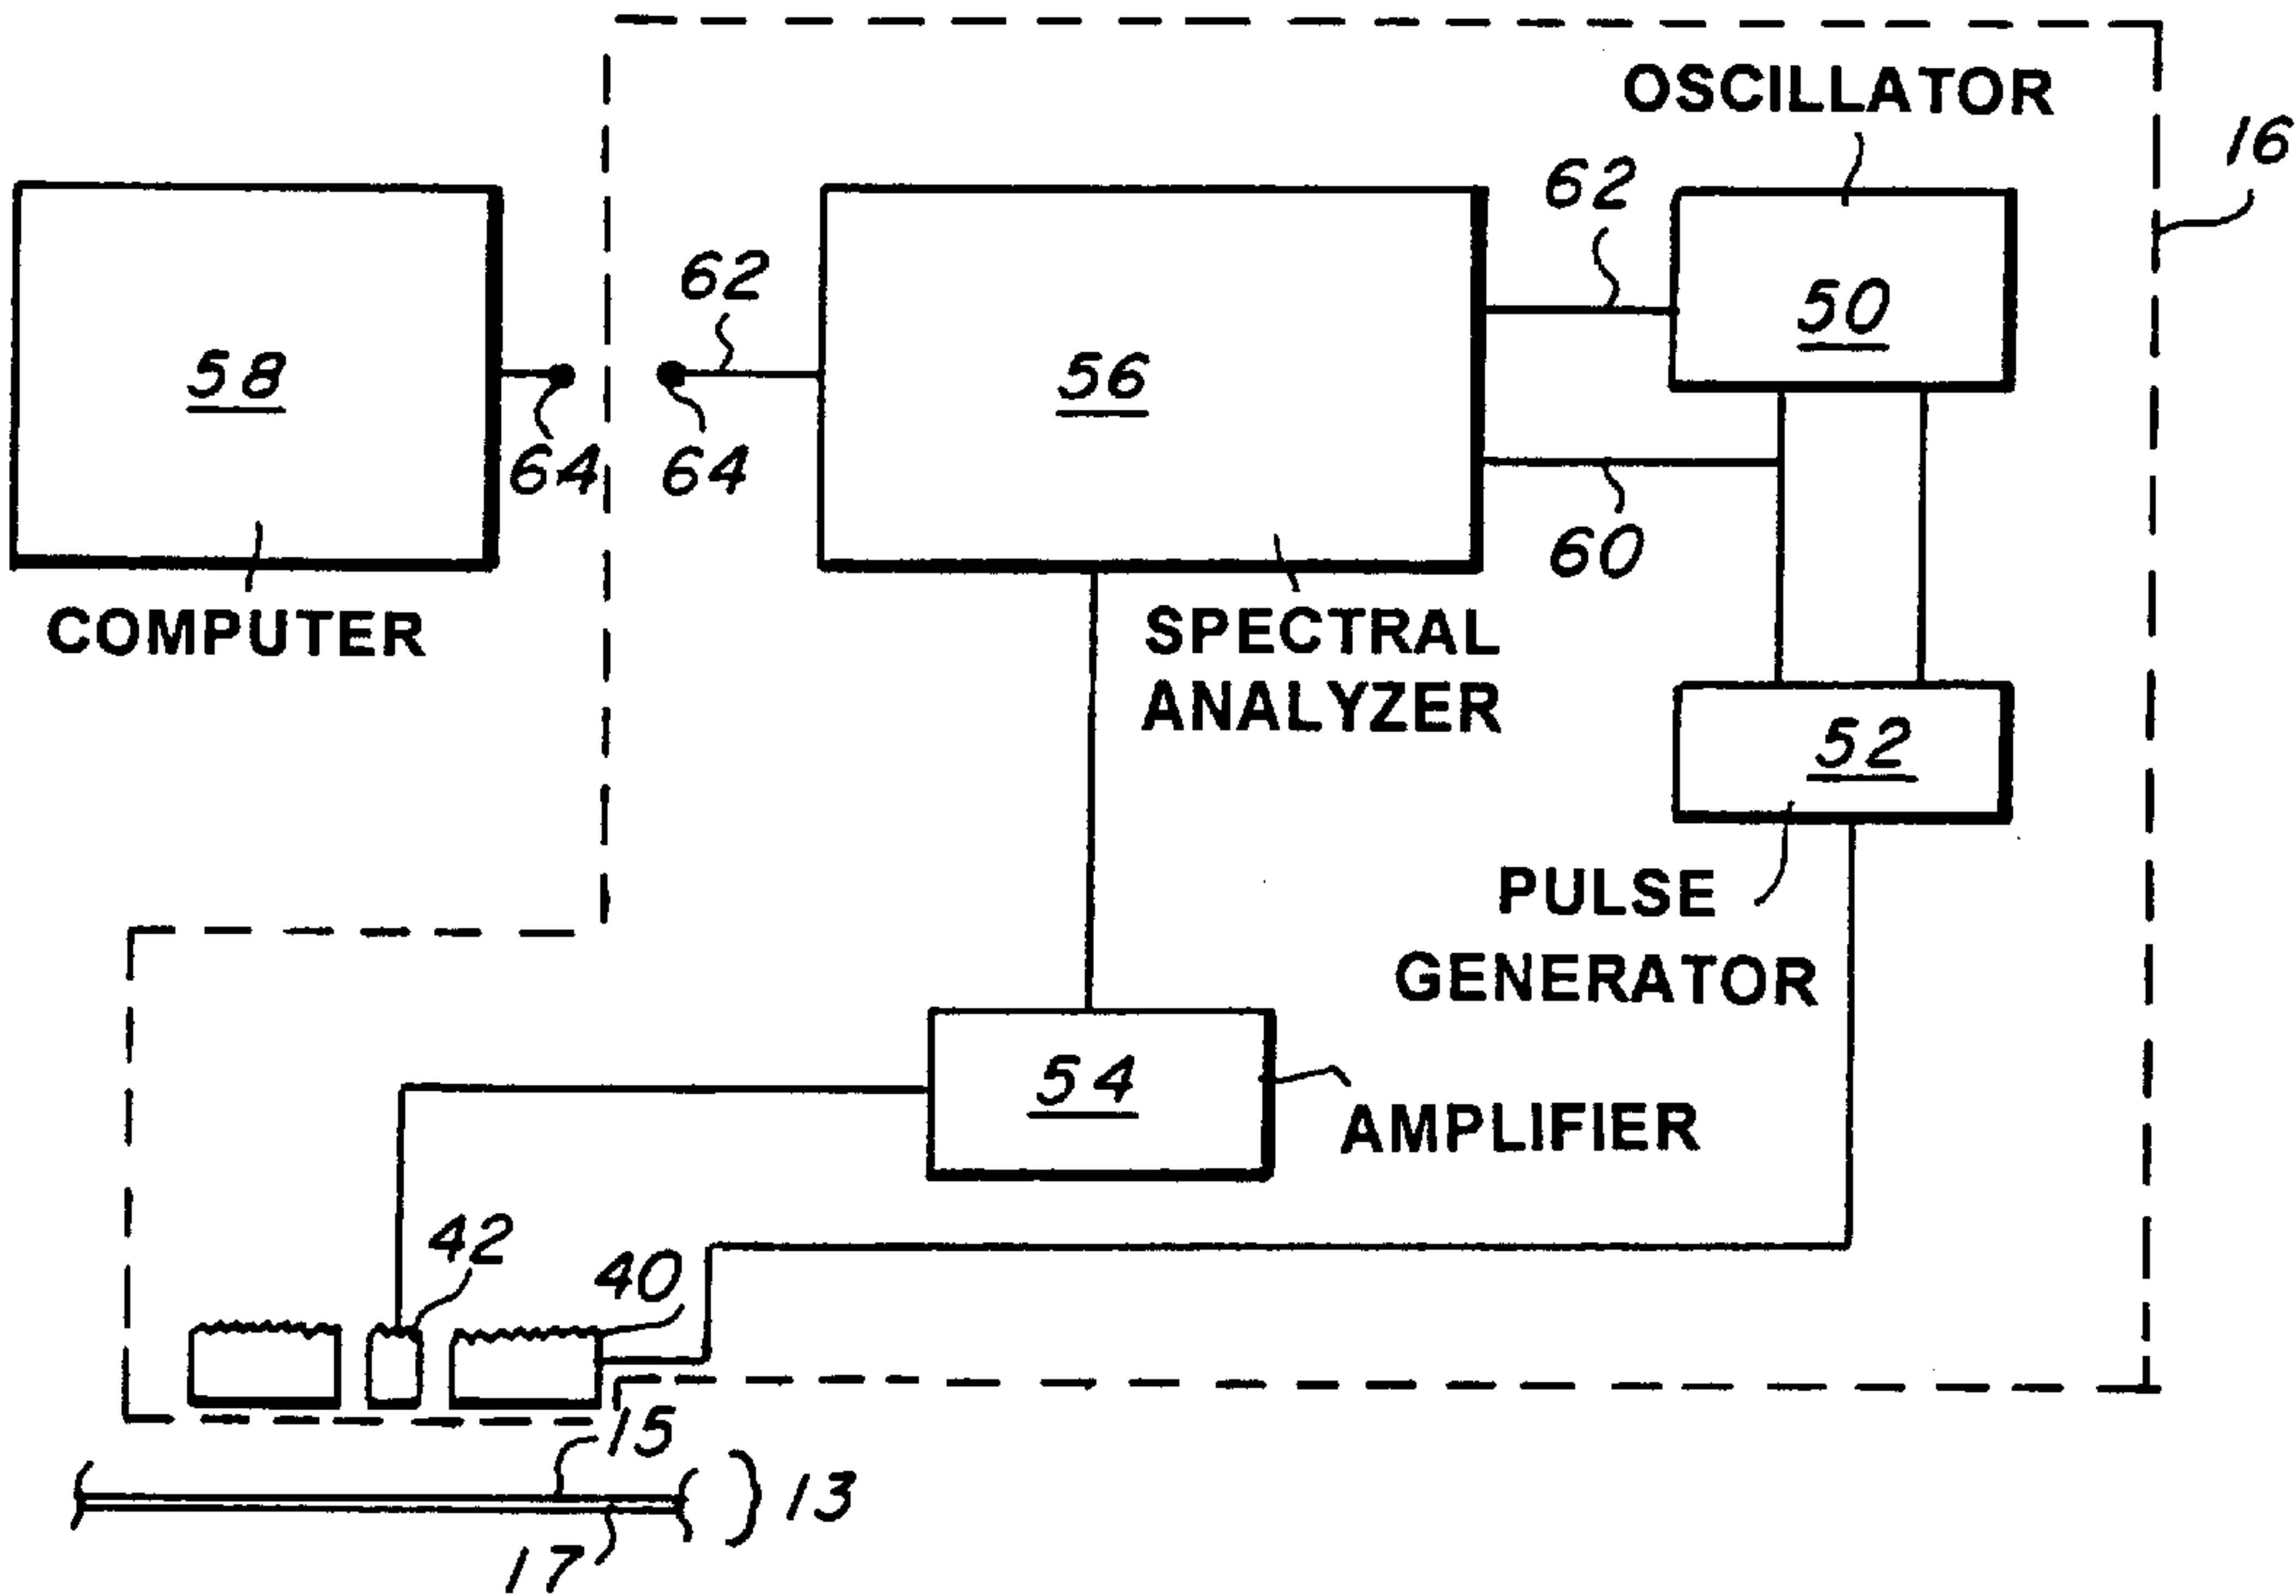 OSCILLATOR
16
62
50
62
58
56
64
64
60
COMPUTER
SPECTRAL
ANALYZER
52
PULSE
GENERATOR
54
AMPLIFIER
42
40
15
13
17